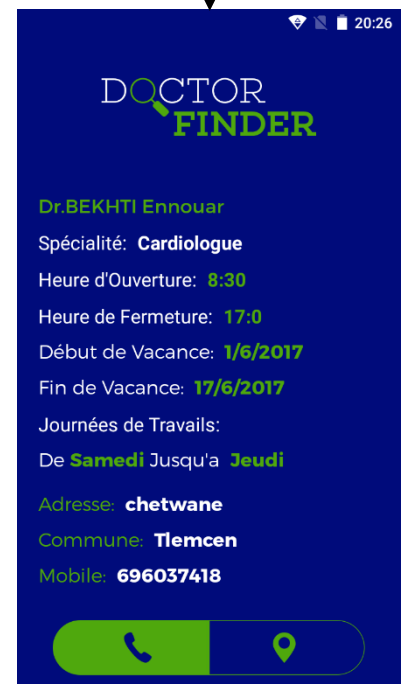 20:26
DOCTOR
FINDER
Dr.BEKHTI Ennouar
Spécialité: Cardiologue
Heure d'Ouverture: 8:30
Heure de Fermeture: 17:0
Début de Vacance: 1/6/2017
Fin de Vacance: 17/6/2017
Journées de Travails:
De Samedi Jusqu'a Jeudi
Adresse: chetwane
Commune: Tlemcen
Mobile: 696037418